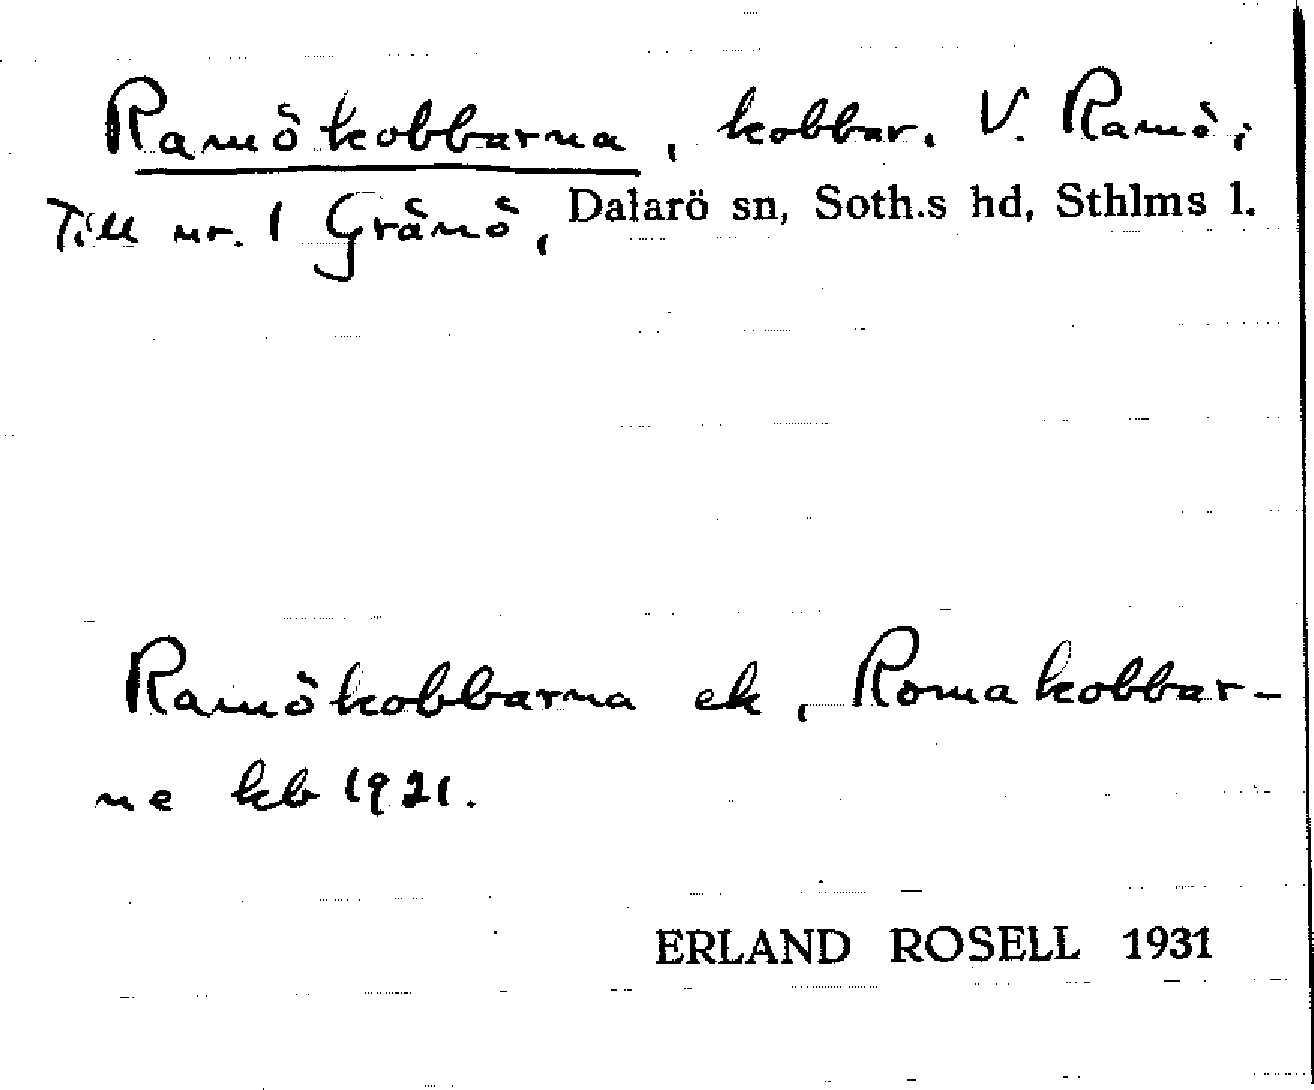 Ramökobbarna, kobbar. V. Ramö;
Till nr. 1 Grånö, Dalarö sn, Soth.s hd, Sthlms l.
Ramökobbarna ek, Romakobbar-
ne kb 1921.
ERLAND ROSELL 1931